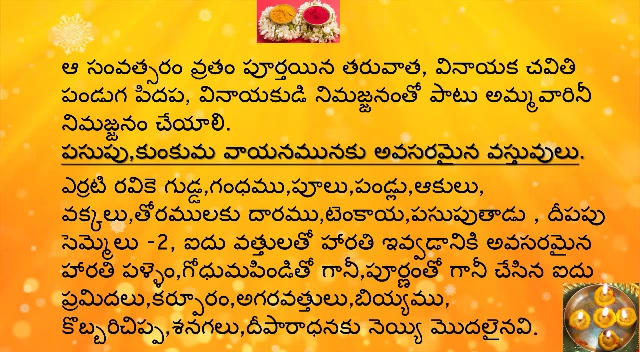 ఆ సంవత్సరం వ్రతం పూర్తయిన తరువాత, వినాయక చవితి
పండుగ పిదప, వినాయకుడి నిమజ్జనంతో పాటు అమ్మవారినీ
నిమజ్జనం చేయాలి.
పసుపు,కుంకుమ వాయనమునకు అవసరమైన వస్తువులు.
ఎర్రటి రవికె గుడ్డ,గంధము,పూలు,పండ్లు,ఆకులు,
వక్కలు,తోరములకు దారము,టెంకాయ,పసుపుతాడు , దీపపు
సెమ్మెలు -2, ఐదు వత్తులతో హారతి ఇవ్వడానికి అవసరమైన
హారతి పళ్ళెం,గోధుమపిండితో గానీ,పూర్ణంతో గానీ చేసిన ఐదు
ప్రమిదలు,కర్పూరం,అగరవత్తులు,బియ్యము,
కొబ్బరిచిప్ప,శనగలు,దీపారాధనకు నెయ్యి మొదలైనవి.